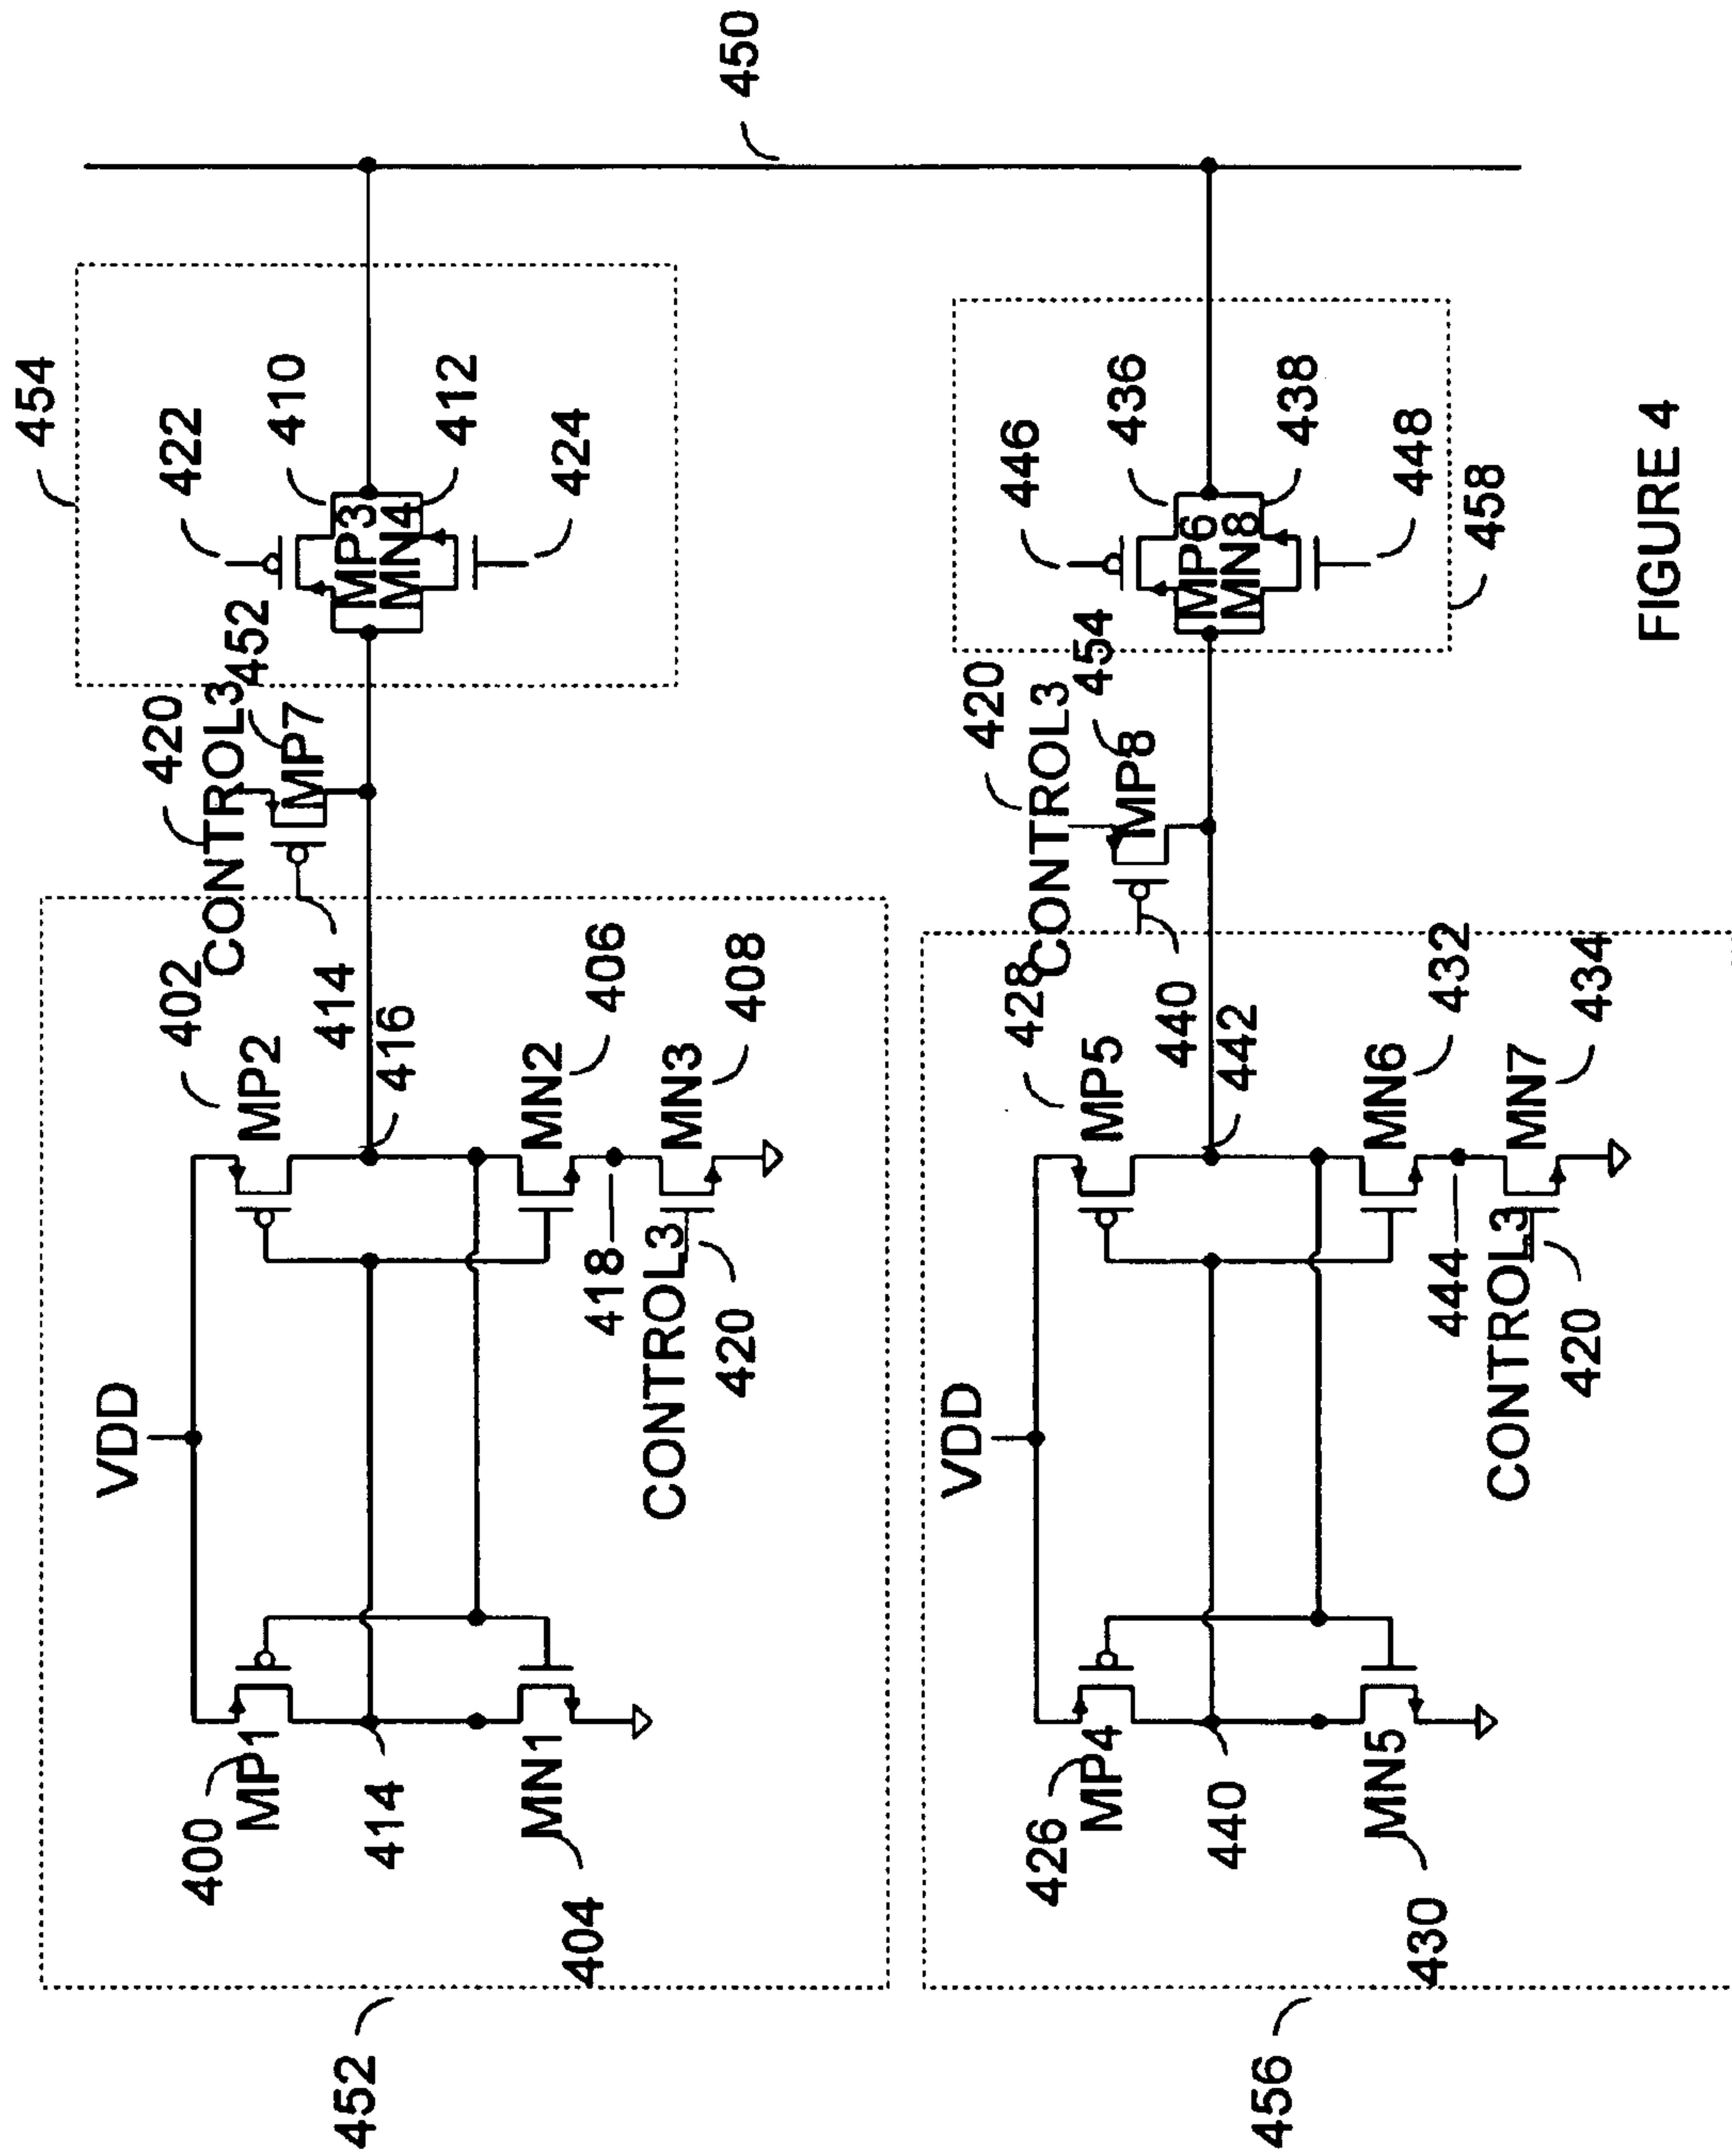 454
422
410
412
424
420
CONTROL3
452
MP7
MP3
MN4
450
402
MP2
414
416
MN2
406
418
MN3
408
CONTROL3
420
VDD
400
MP1
414
MN1
404
452
446
436
438
448
458
420
CONTROL3
454
MP8
MP6
MN8
428
MP5
440
442
MN6
432
444
MN7
434
CONTROL3
420
VDD
426
MP4
440
MN5
430
456
FIGURE 4